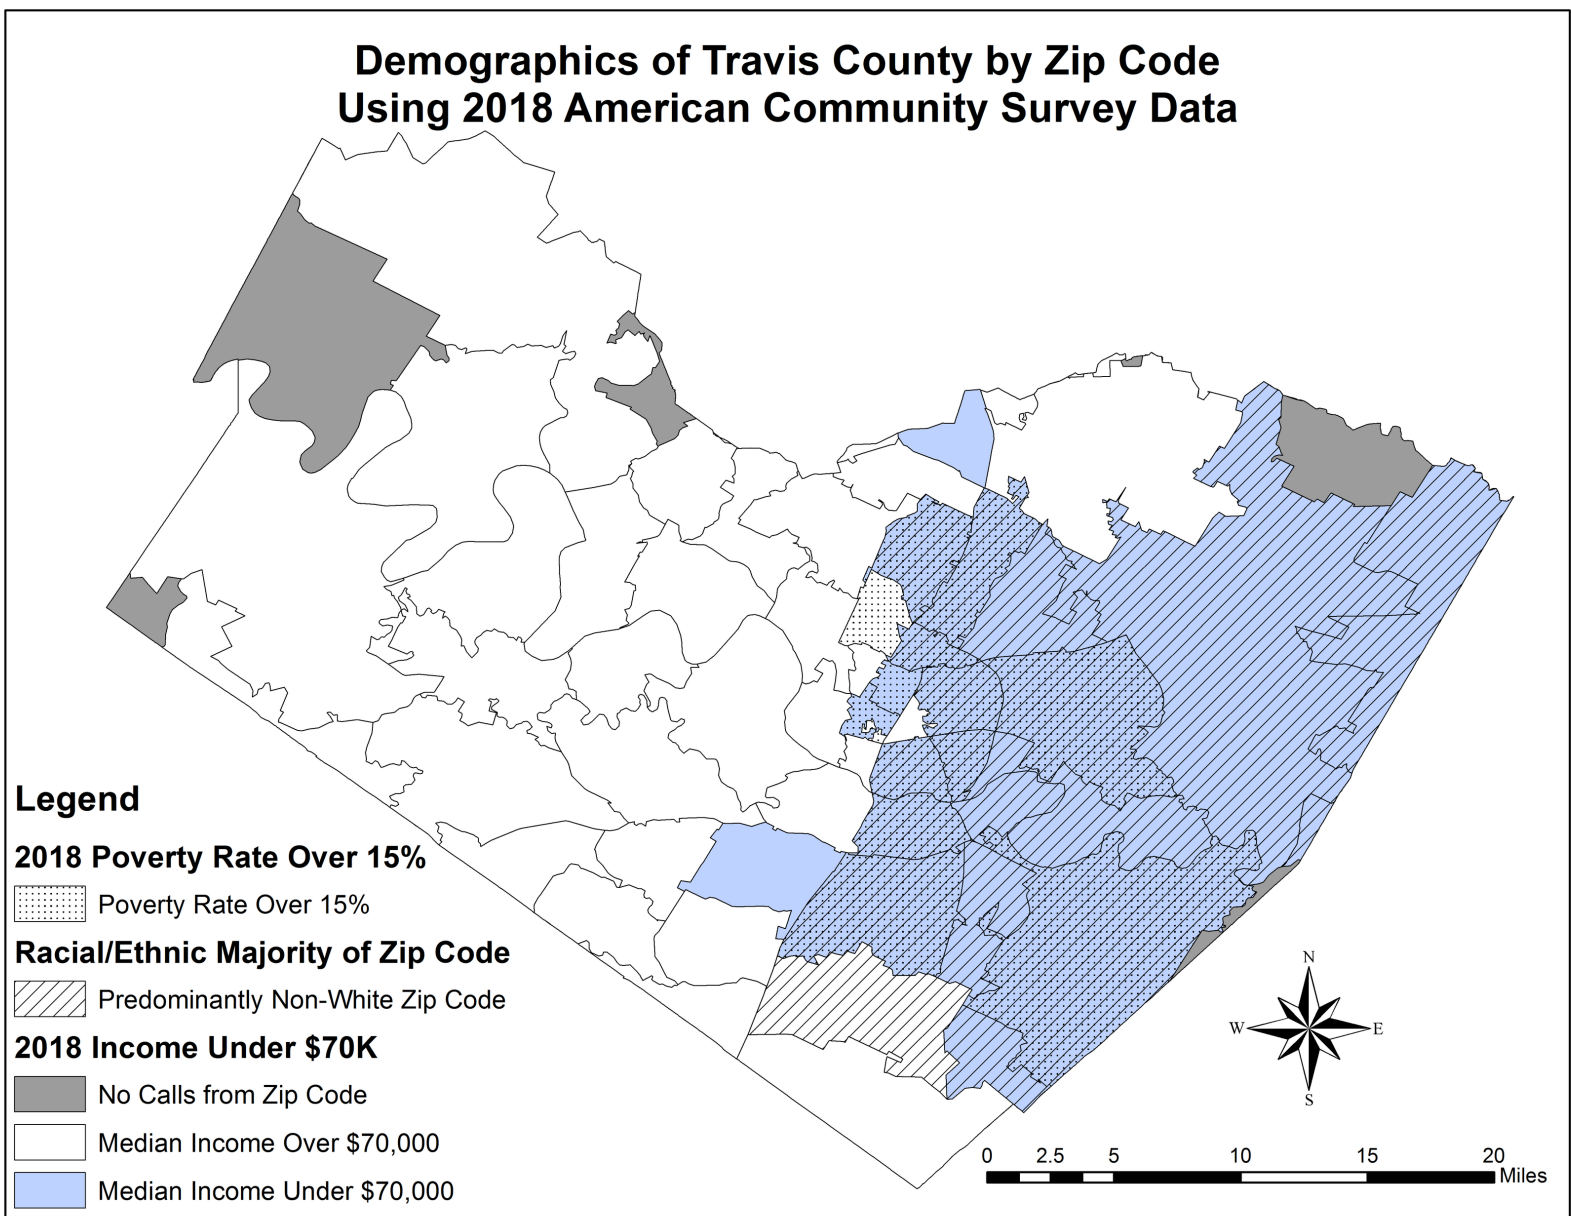 Demographics of Travis County by Zip Code
Using 2018 American Community Survey Data
Legend
2018 Poverty Rate Over 15%
Poverty Rate Over 15%
Racial/Ethnic Majority of Zip Code
Predominantly Non-White Zip Code
2018 Income Under $70K
No Calls from Zip Code
Median Income Over $70,000
Median Income Under $70,000
N
W E
S
0 2.5 5 10 15 20
Miles